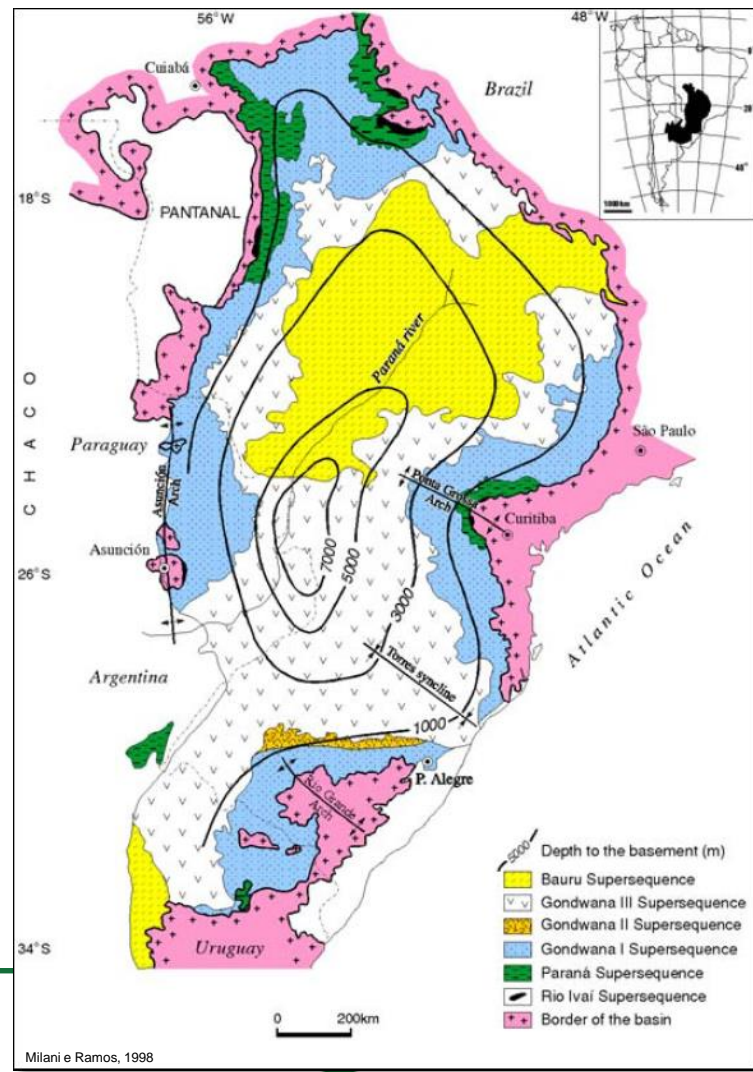 56°W
48°W
Cuiabá
Brazil
18°S
PANTANAL
Paraná river
CHACO
Paraguay
Asunción
Arch
São Paulo
Ponta Grossa
Arch
Curitiba
Asunción
7000
5000
3000
26°S
Atlantic Ocean
Torres syncline
Argentina
1000
P. Alegre
Rio Grande
Arch
34°S
Uruguay
1000km
5000
Depth to the basement (m)
Bauru Supersequence
Gondwana III Supersequence
Gondwana II Supersequence
Gondwana I Supersequence
Paraná Supersequence
Rio Ivaí Supersequence
Border of the basin
0
200km
Milani e Ramos, 1998